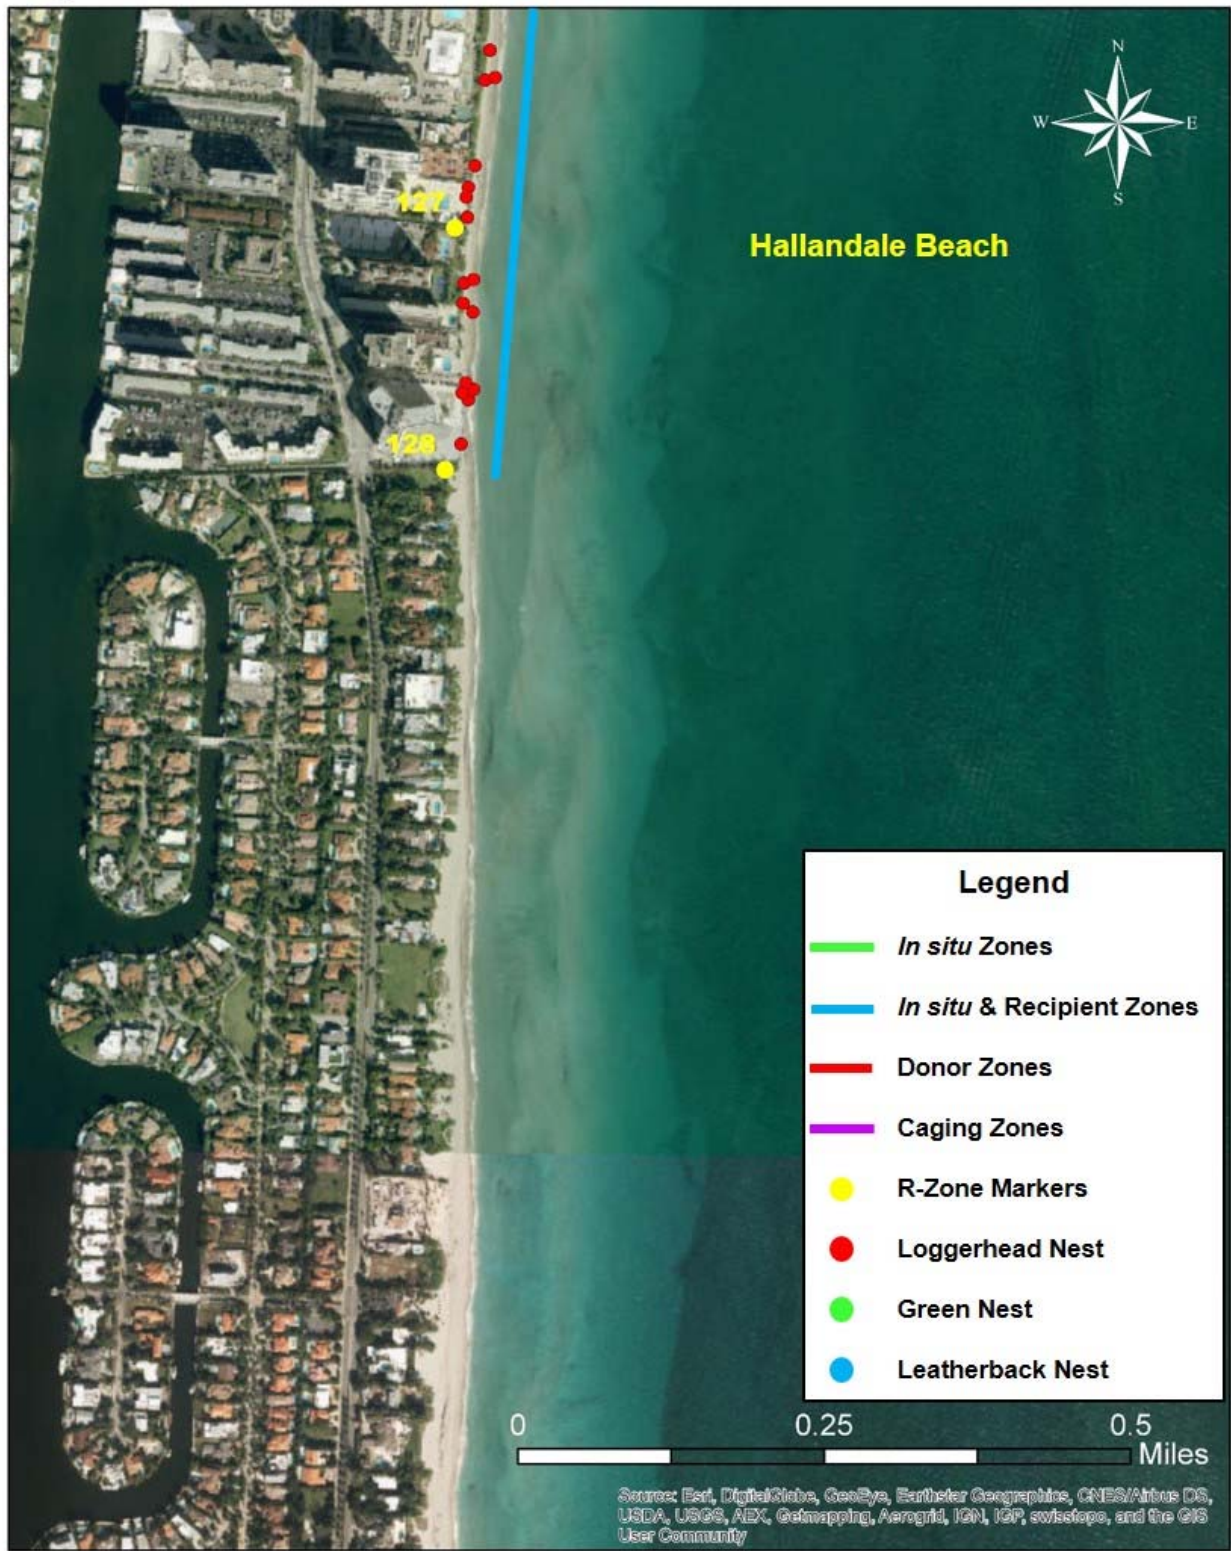 N
W E
S
127
Hallandale Beach
128
Legend
In situ Zones
In situ & Recipient Zones
Donor Zones
Caging Zones
R-Zone Markers
Loggerhead Nest
Green Nest
Leatherback Nest
0 0.25 0.5
Miles
Source: Esri, DigitalGlobe, GeoEye, Earthstar Geographics, CNES/Airbus DS,
USDA, USGS, AEX, Getmapping, Aerogrid, IGN, IGP, swisstopo, and the GIS
User Community